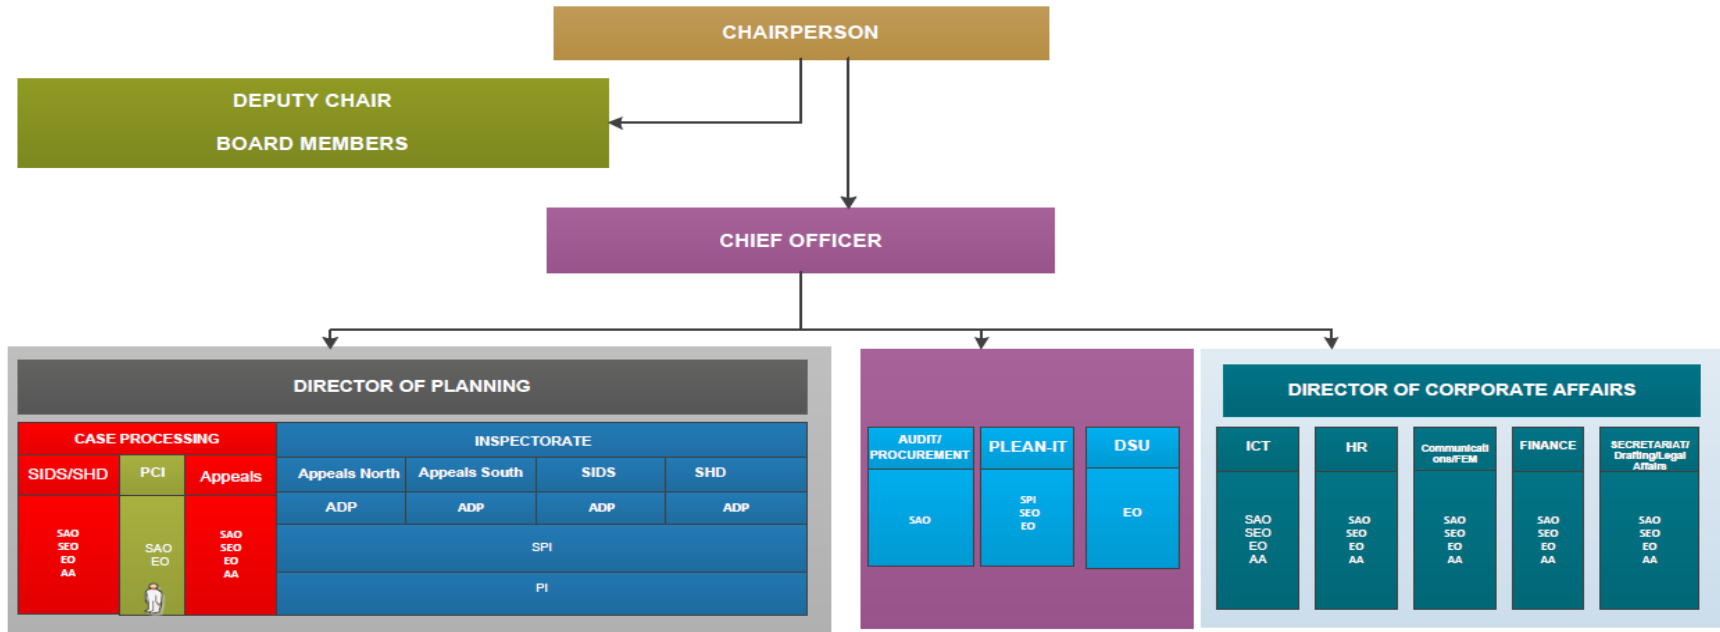 CHAIRPERSON
DEPUTY CHAIR
BOARD MEMBERS
CHIEF OFFICER
DIRECTOR OF PLANNING
CASE PROCESSING
SIDS/SHD
PCI
Appeals
SAO
SEO
EO
AA
SAO
EO
SAO
SEO
EO
AA
INSPECTORATE
Appeals North
Appeals South
SIDS
SHD
ADP
ADP
ADP
ADP
SPI
PI
AUDIT/
PROCUREMENT
SAO
PLEAN-IT
SPI
SEO
EO
DSU
EO
DIRECTOR OF CORPORATE AFFAIRS
ICT
SAO
SEO
EO
AA
HR
SAO
SEO
EO
AA
Communicati
ons/FEM
SAO
SEO
EO
AA
FINANCE
SAO
SEO
EO
AA
SECRETARIAT/
Drafting/Legal
Affairs
SAO
SEO
EO
AA